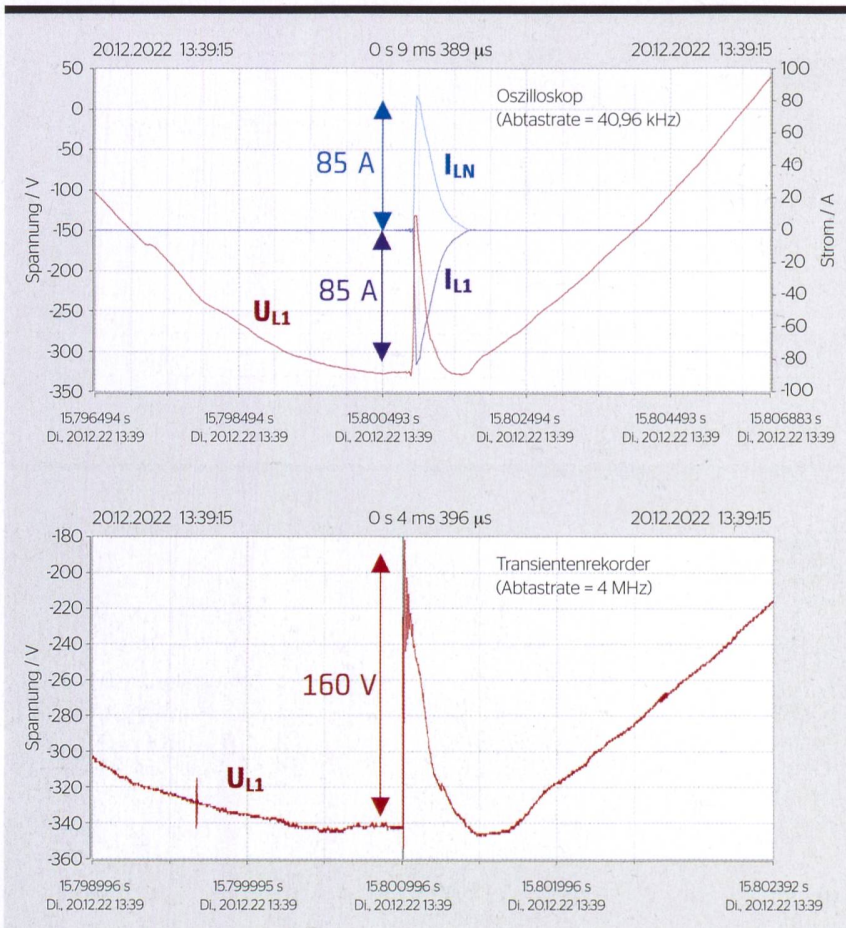 20.12.2022 13:39:15 0 s 9 ms 389 µs 20.12.2022 13:39:15
Spannung / V
50
0
-50
-100
-150
-200
-250
-300
-350
Oszilloskop
(Abtastrate = 40,96 kHz)
85 A
I_LN
85 A
I_L1
U_L1
100
80
60
40
20
0
-20
-40
-60
-80
-100
Strom / A
15,796494 s 15,798494 s 15,800493 s 15,802494 s 15,804493 s 15,806883 s
Di., 20.12.22 13:39 Di., 20.12.22 13:39 Di., 20.12.22 13:39 Di., 20.12.22 13:39 Di., 20.12.22 13:39 Di., 20.12.22 13:39
20.12.2022 13:39:15 0 s 4 ms 396 µs 20.12.2022 13:39:15
Spannung / V
-180
-200
-220
-240
-260
-280
-300
-320
-340
-360
Transientenrekorder
(Abtastrate = 4 MHz)
160 V
U_L1
15,798996 s 15,799995 s 15,800996 s 15,801996 s 15,802392 s
Di., 20.12.22 13:39 Di., 20.12.22 13:39 Di., 20.12.22 13:39 Di., 20.12.22 13:39 Di., 20.12.22 13:39